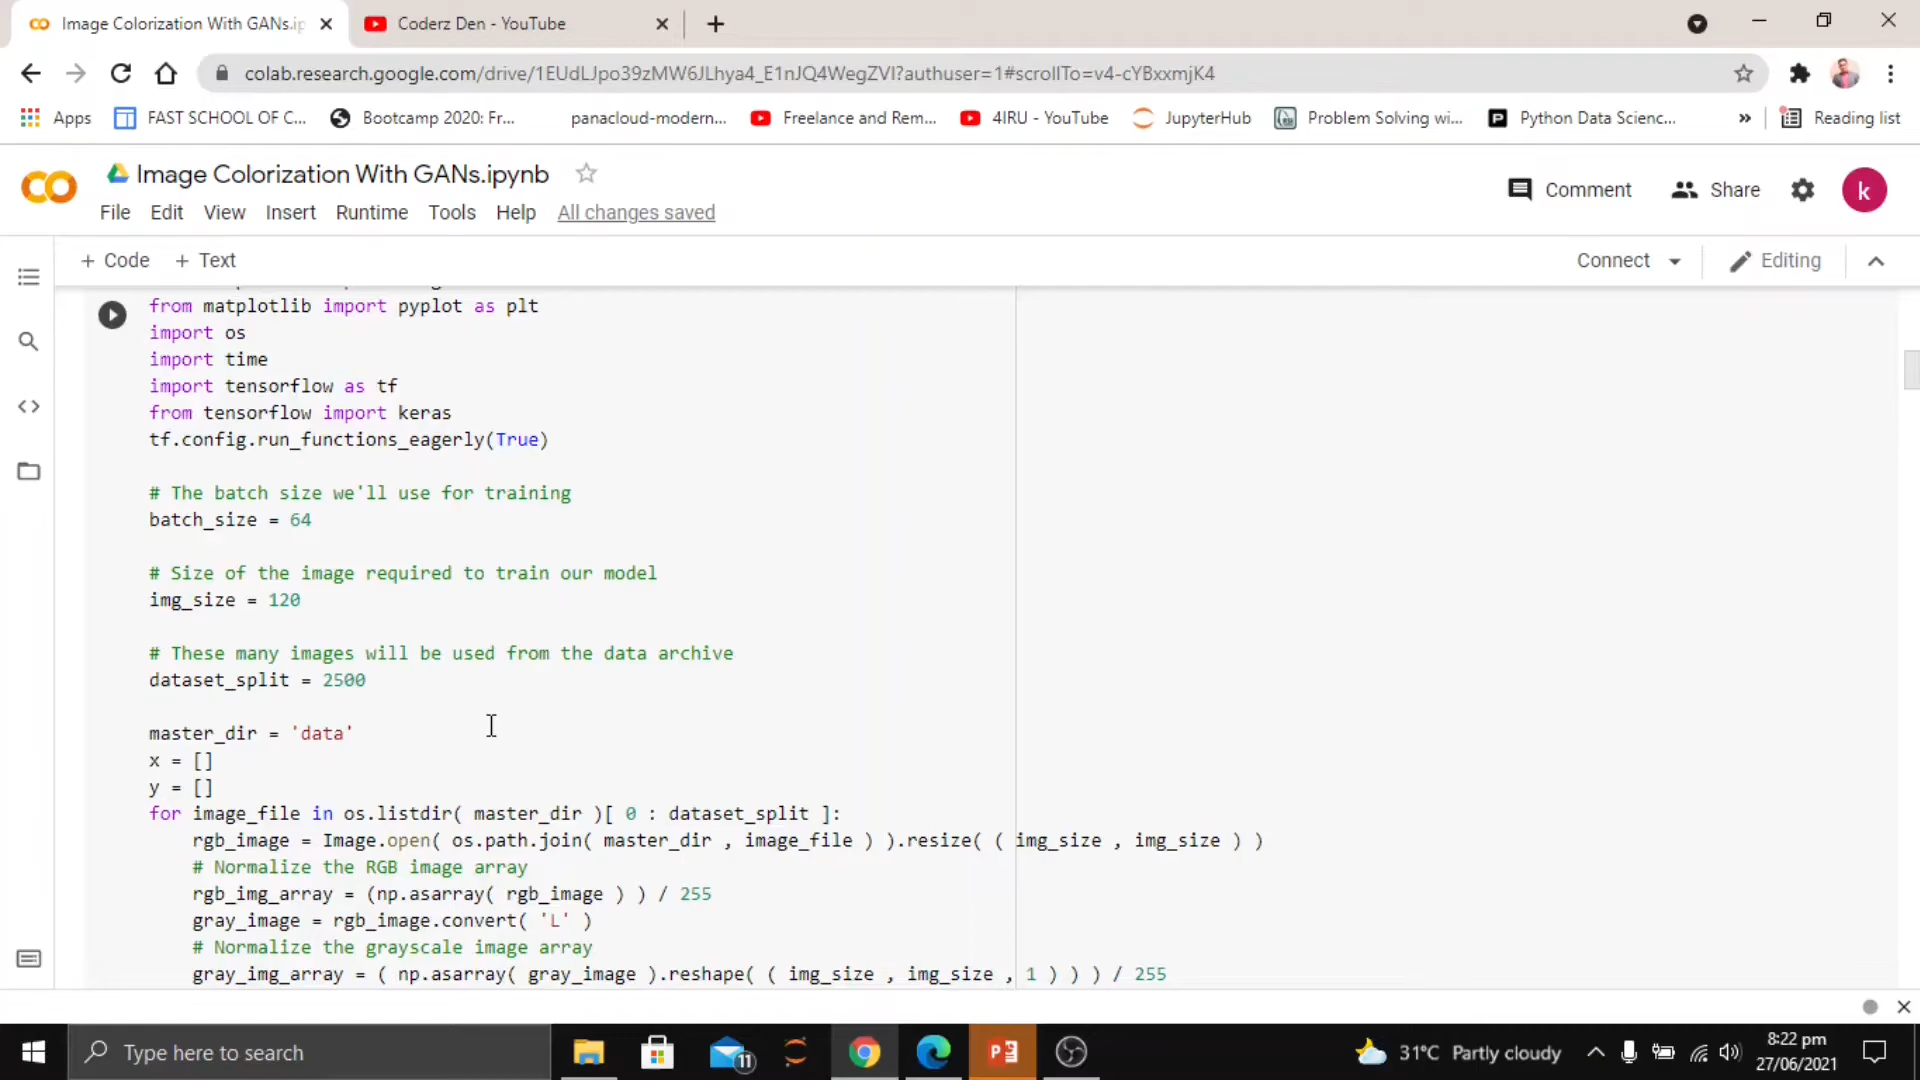 Image Colorization With GANs.ip
Coderz Den - YouTube
colab.research.google.com/drive/1EUdLJpo39zMW6JLhya4_E1nJQ4WegZVl?authuser=1#scrollTo=v4-cYBxxmjK4
Apps
FAST SCHOOL OF C...
Bootcamp 2020: Fr...
panacloud-modern...
Freelance and Rem...
4IRU - YouTube
JupyterHub
Problem Solving wi...
Python Data Scienc...
»
Reading list
Image Colorization With GANs.ipynb
Comment
Share
k
File Edit View Insert Runtime Tools Help All changes saved
+ Code + Text
Connect
Editing
from matplotlib import pyplot as plt
import os
import time
import tensorflow as tf
from tensorflow import keras
tf.config.run_functions_eagerly(True)
# The batch size we'll use for training
batch_size = 64
# Size of the image required to train our model
img_size = 120
# These many images will be used from the data archive
dataset_split = 2500
master_dir = 'data'
x = []
y = []
for image_file in os.listdir( master_dir )[ 0 : dataset_split ]:
rgb_image = Image.open( os.path.join( master_dir , image_file ) ).resize( ( img_size , img_size ) )
# Normalize the RGB image array
rgb_img_array = (np.asarray( rgb_image ) ) / 255
gray_image = rgb_image.convert( 'L' )
# Normalize the grayscale image array
gray_img_array = ( np.asarray( gray_image ).reshape( ( img_size , img_size , 1 ) ) ) / 255
Type here to search
11
31°C Partly cloudy
8:22 pm
27/06/2021